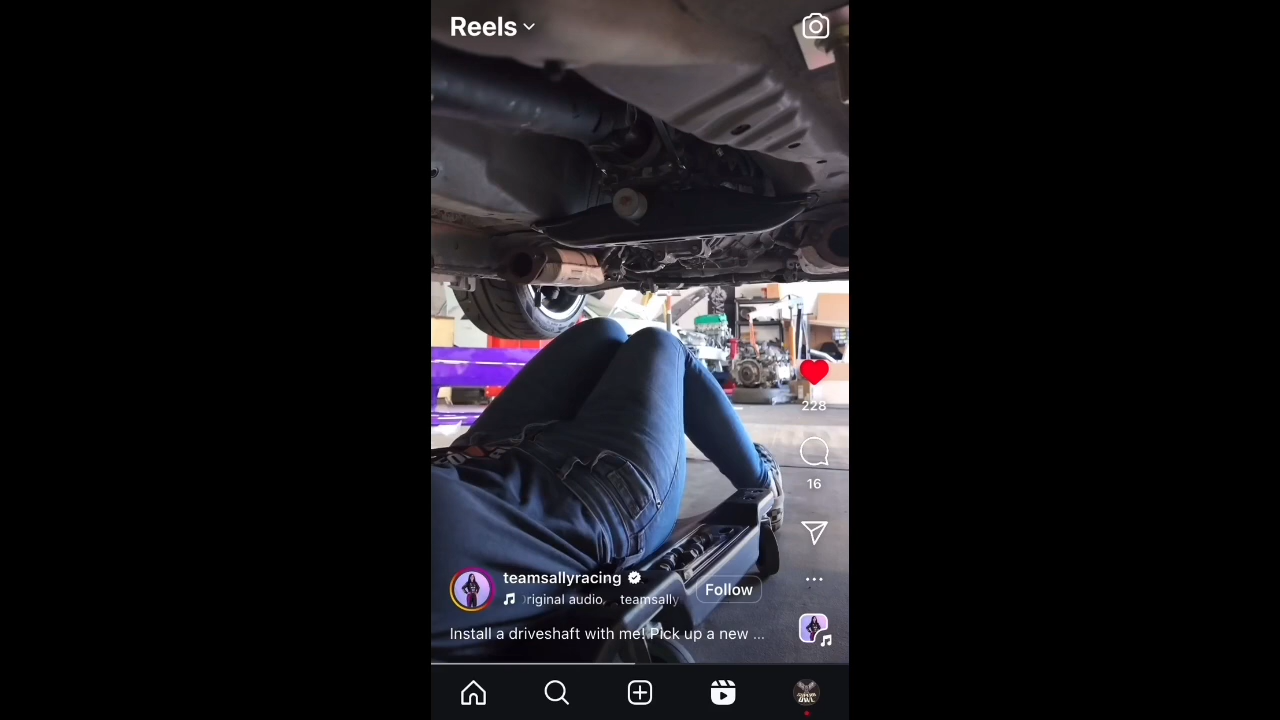 Reels
228
16
teamsallyracing
riginal audio
teamsally
Follow
Install a driveshaft with me! Pick up a new ...